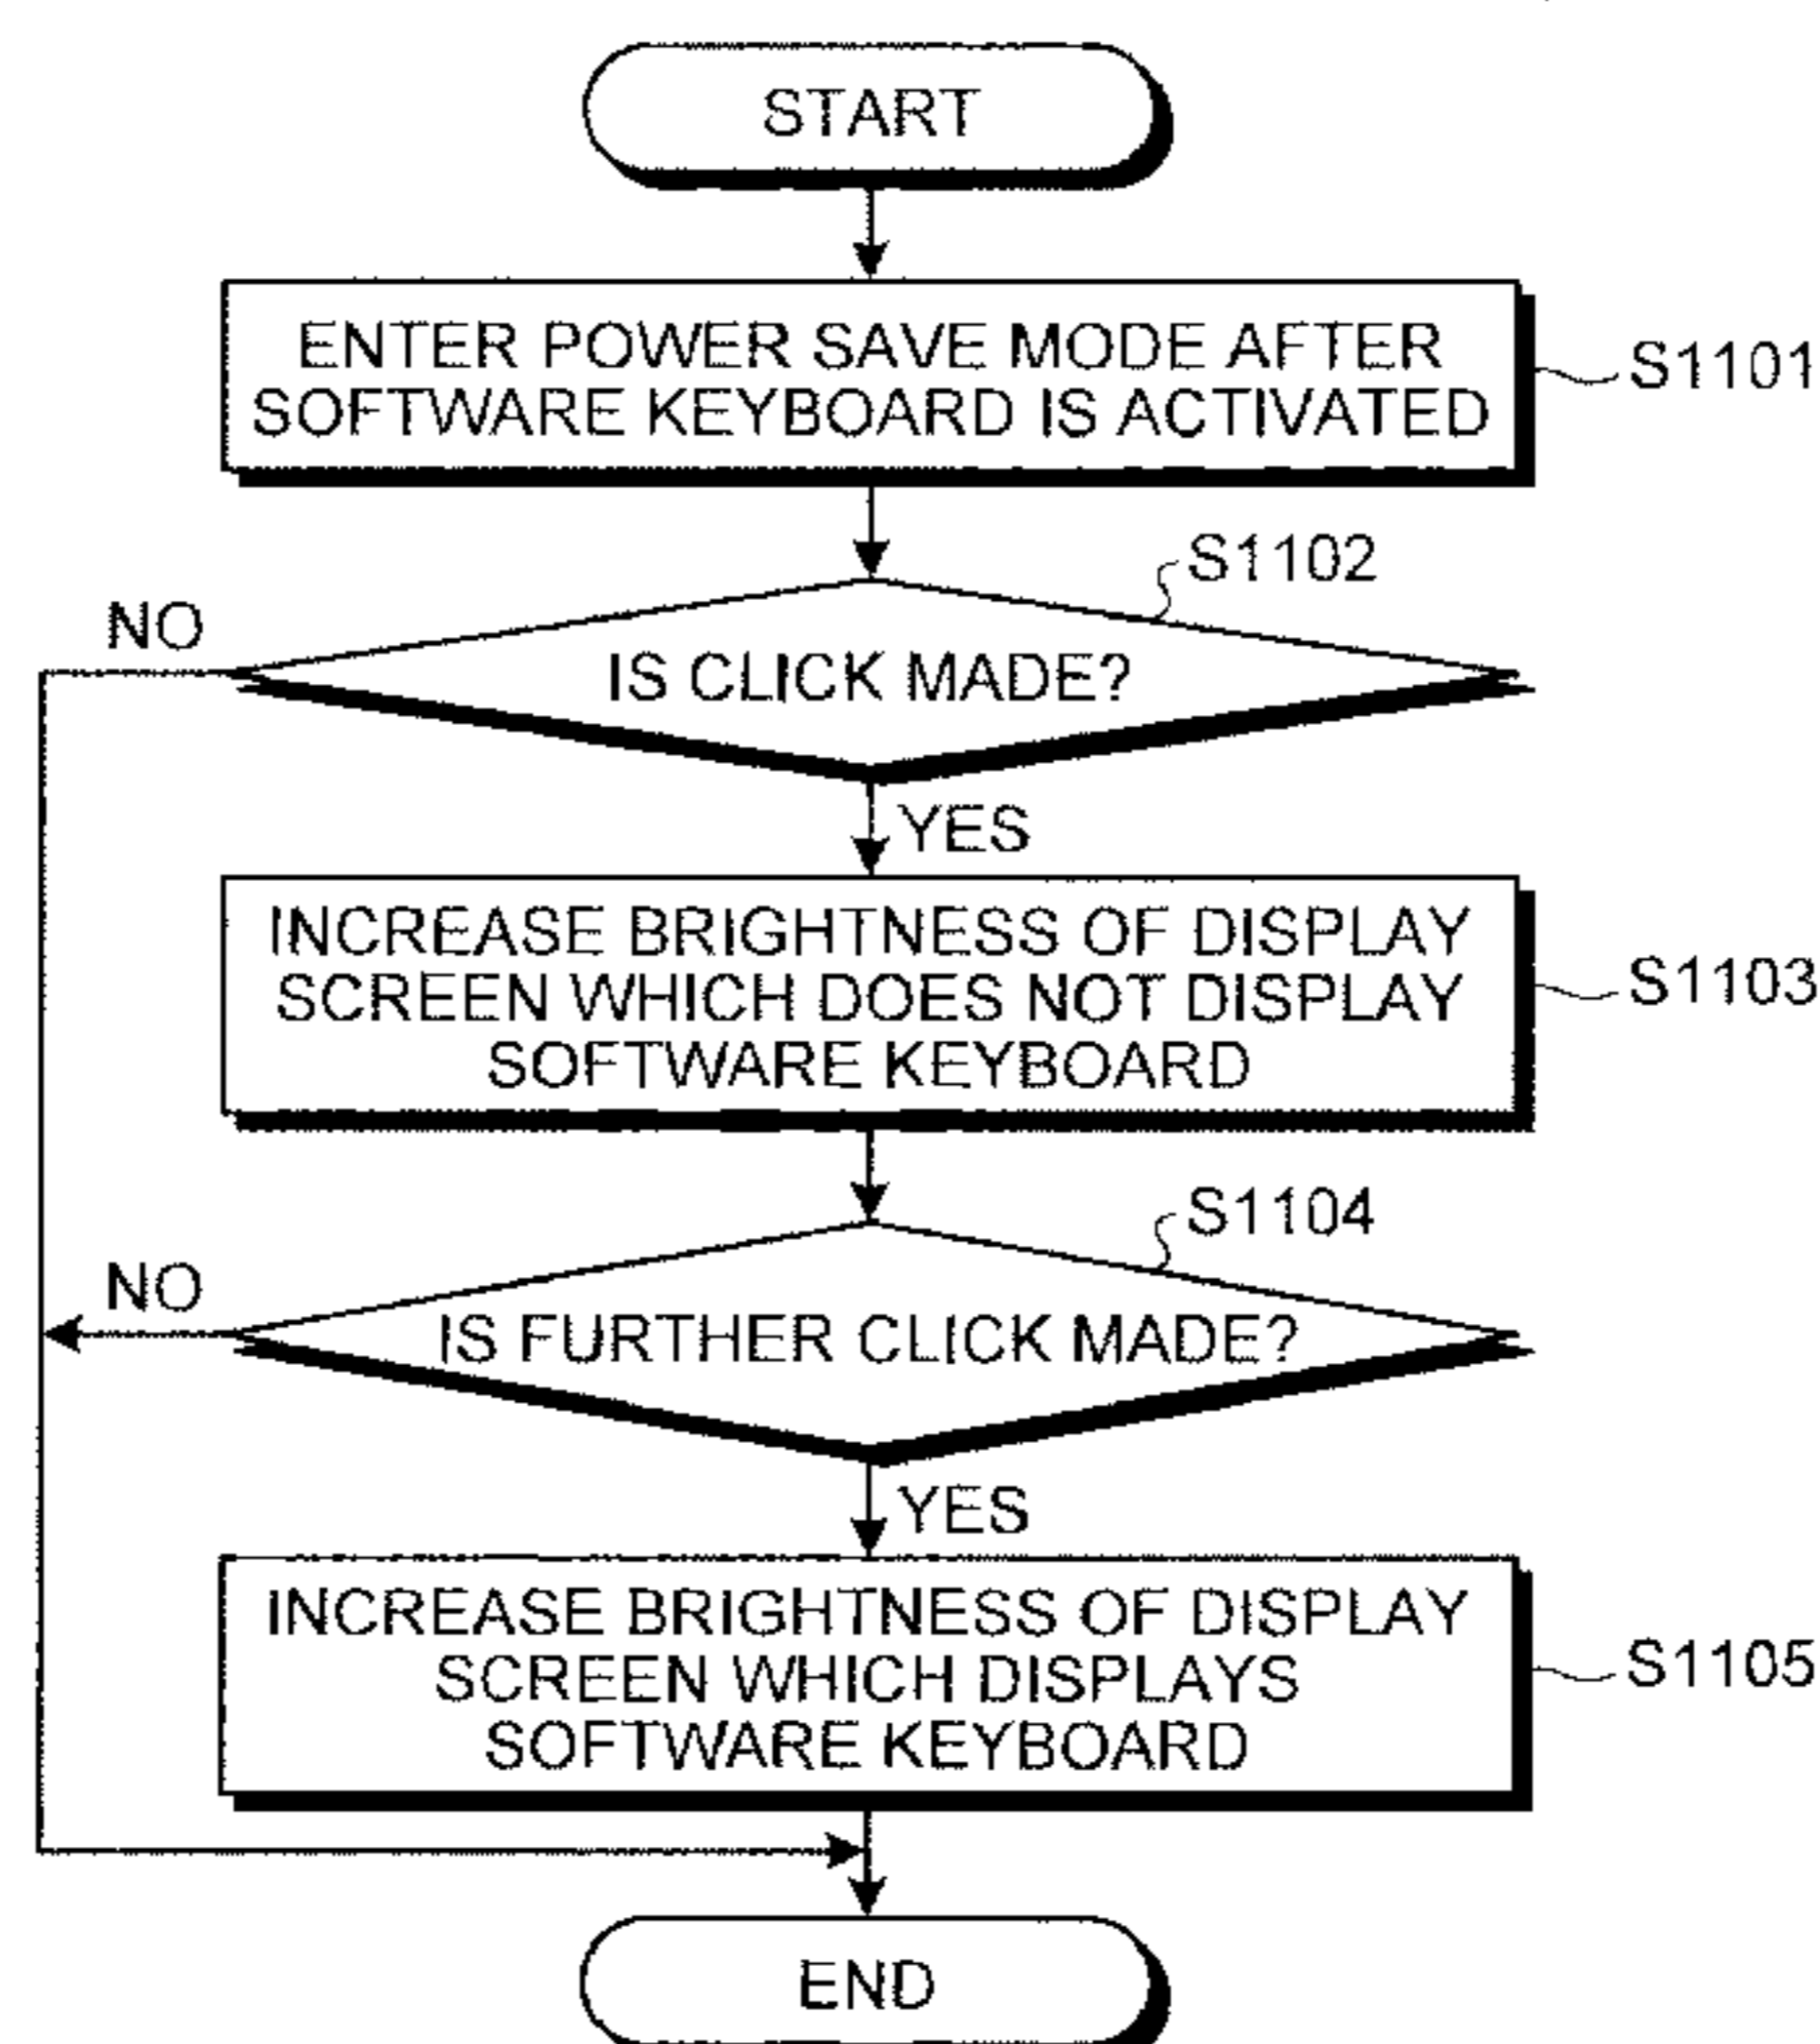 START
ENTER POWER SAVE MODE AFTER
SOFTWARE KEYBOARD IS ACTIVATED
S1101
S1102
NO
IS CLICK MADE?
YES
INCREASE BRIGHTNESS OF DISPLAY
SCREEN WHICH DOES NOT DISPLAY
SOFTWARE KEYBOARD
S1103
S1104
NO
IS FURTHER CLICK MADE?
YES
INCREASE BRIGHTNESS OF DISPLAY
SCREEN WHICH DISPLAYS
SOFTWARE KEYBOARD
S1105
END